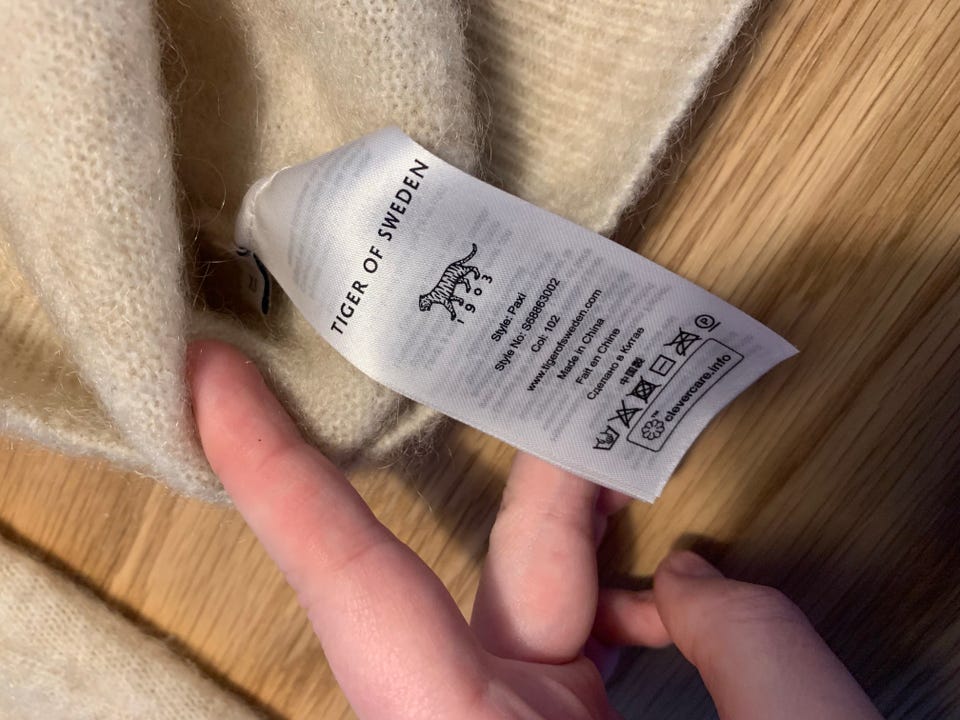 TIGER OF SWEDEN
1903
Style: Paxi
Style No: S68863002
Col: 102
www.tigerofsweden.com
Made in China
Fait en Chine
Сделано в Китае
中国製
P
clevercare.info